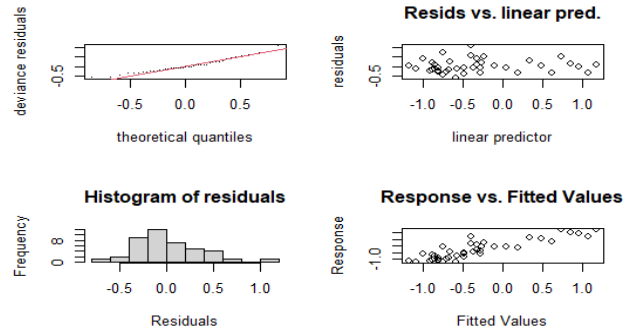 deviance residuals
-0.5
-0.5 0.0 0.5
theoretical quantiles
Resids vs. linear pred.
residuals
-0.5
-1.0 -0.5 0.0 0.5 1.0
linear predictor
Histogram of residuals
Frequency
0 8
-0.5 0.0 0.5 1.0
Residuals
Response vs. Fitted Values
Response
-1.0
-1.0 -0.5 0.0 0.5 1.0
Fitted Values